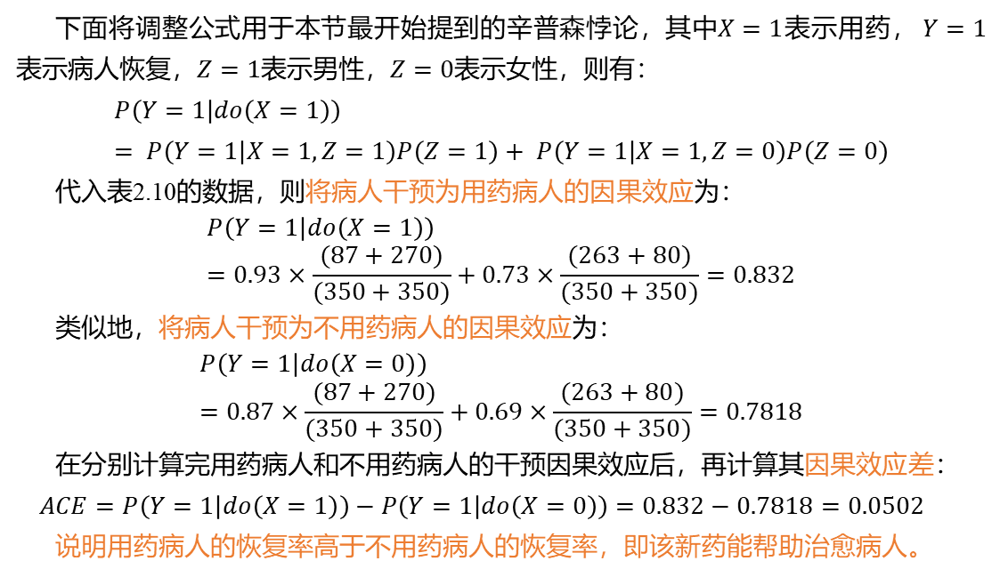 下面将调整公式用于本节最开始提到的辛普森悖论，其中X = 1表示用药， Y = 1
表示病人恢复，Z = 1表示男性，Z = 0表示女性，则有：
P(Y = 1|do(X = 1))
= P(Y = 1|X = 1, Z = 1)P(Z = 1) + P(Y = 1|X = 1, Z = 0)P(Z = 0)
代入表2.10的数据，则将病人干预为用药病人的因果效应为：
P(Y = 1|do(X = 1))
= 0.93 × (87 + 270)/(350 + 350) + 0.73 × (263 + 80)/(350 + 350) = 0.832
类似地，将病人干预为不用药病人的因果效应为：
P(Y = 1|do(X = 0))
= 0.87 × (87 + 270)/(350 + 350) + 0.69 × (263 + 80)/(350 + 350) = 0.7818
在分别计算完用药病人和不用药病人的干预因果效应后，再计算其因果效应差：
ACE = P(Y = 1|do(X = 1)) − P(Y = 1|do(X = 0)) = 0.832 − 0.7818 = 0.0502
说明用药病人的恢复率高于不用药病人的恢复率，即该新药能帮助治愈病人。